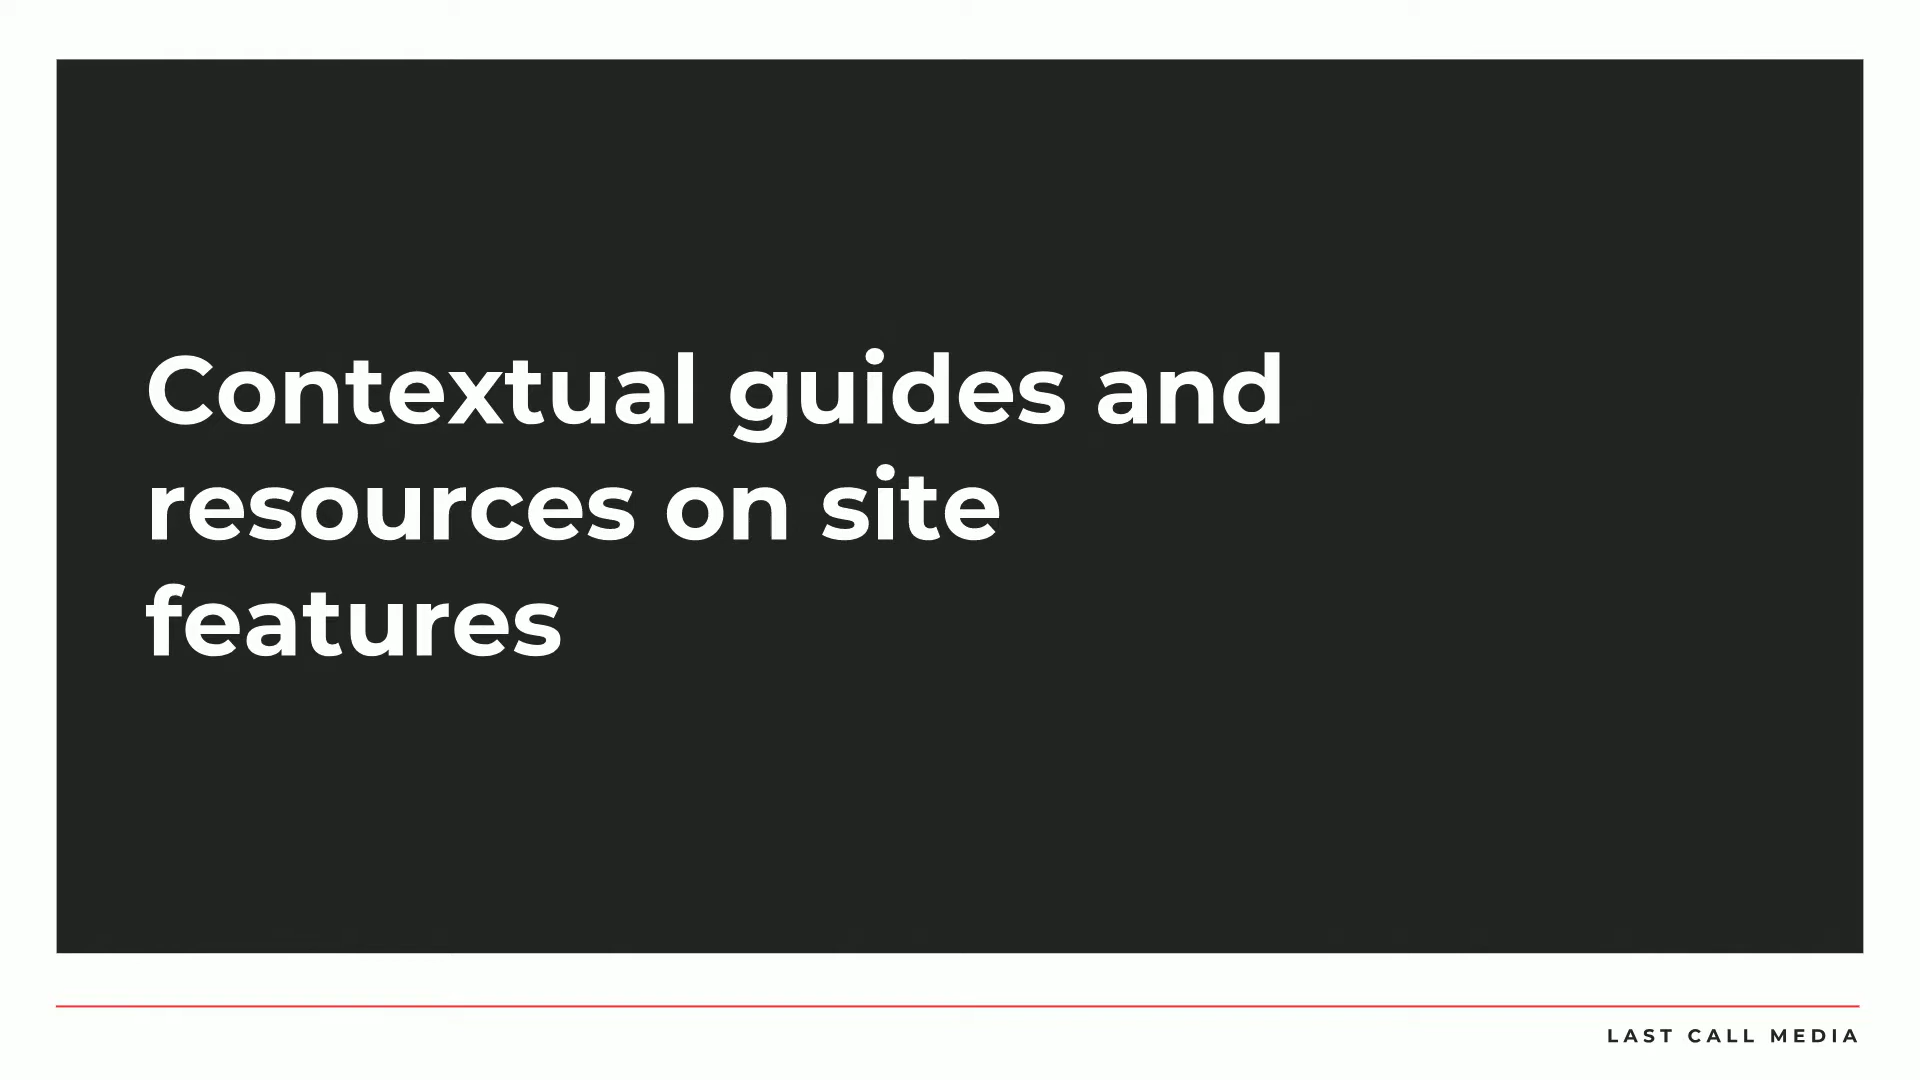 Contextual guides and
resources on site
features
LAST CALL MEDIA